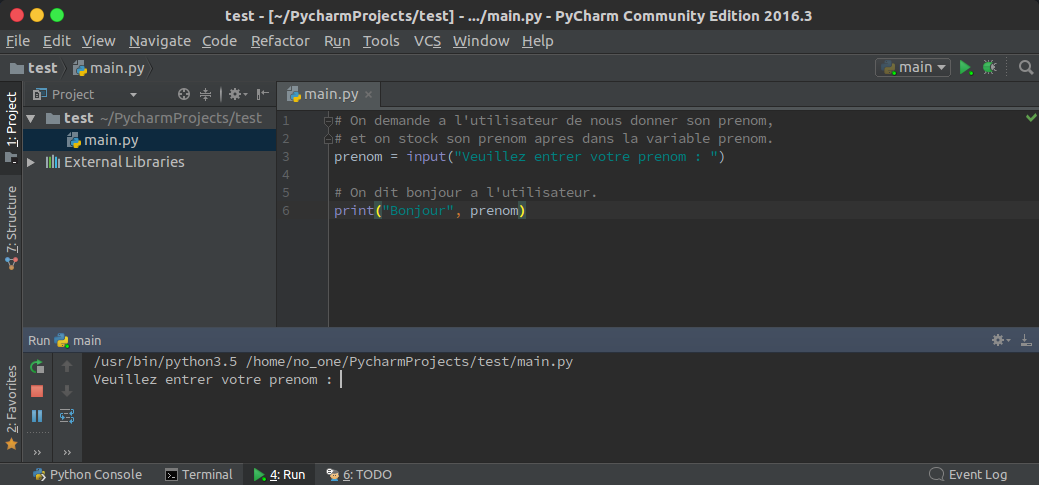 test - [~/PycharmProjects/test] - .../main.py - PyCharm Community Edition 2016.3
File Edit View Navigate Code Refactor Run Tools VCS Window Help
test main.py main
1: Project
7: Structure
2: Favorites
Project
test ~/PycharmProjects/test
main.py
External Libraries
main.py ×
1 # On demande a l'utilisateur de nous donner son prenom,
2 # et on stock son prenom apres dans la variable prenom.
3 prenom = input("Veuillez entrer votre prenom : ")
4
5 # On dit bonjour a l'utilisateur.
6 print("Bonjour", prenom)
Run main
/usr/bin/python3.5 /home/no_one/PycharmProjects/test/main.py
Veuillez entrer votre prenom :
Python Console Terminal 4: Run 6: TODO Event Log